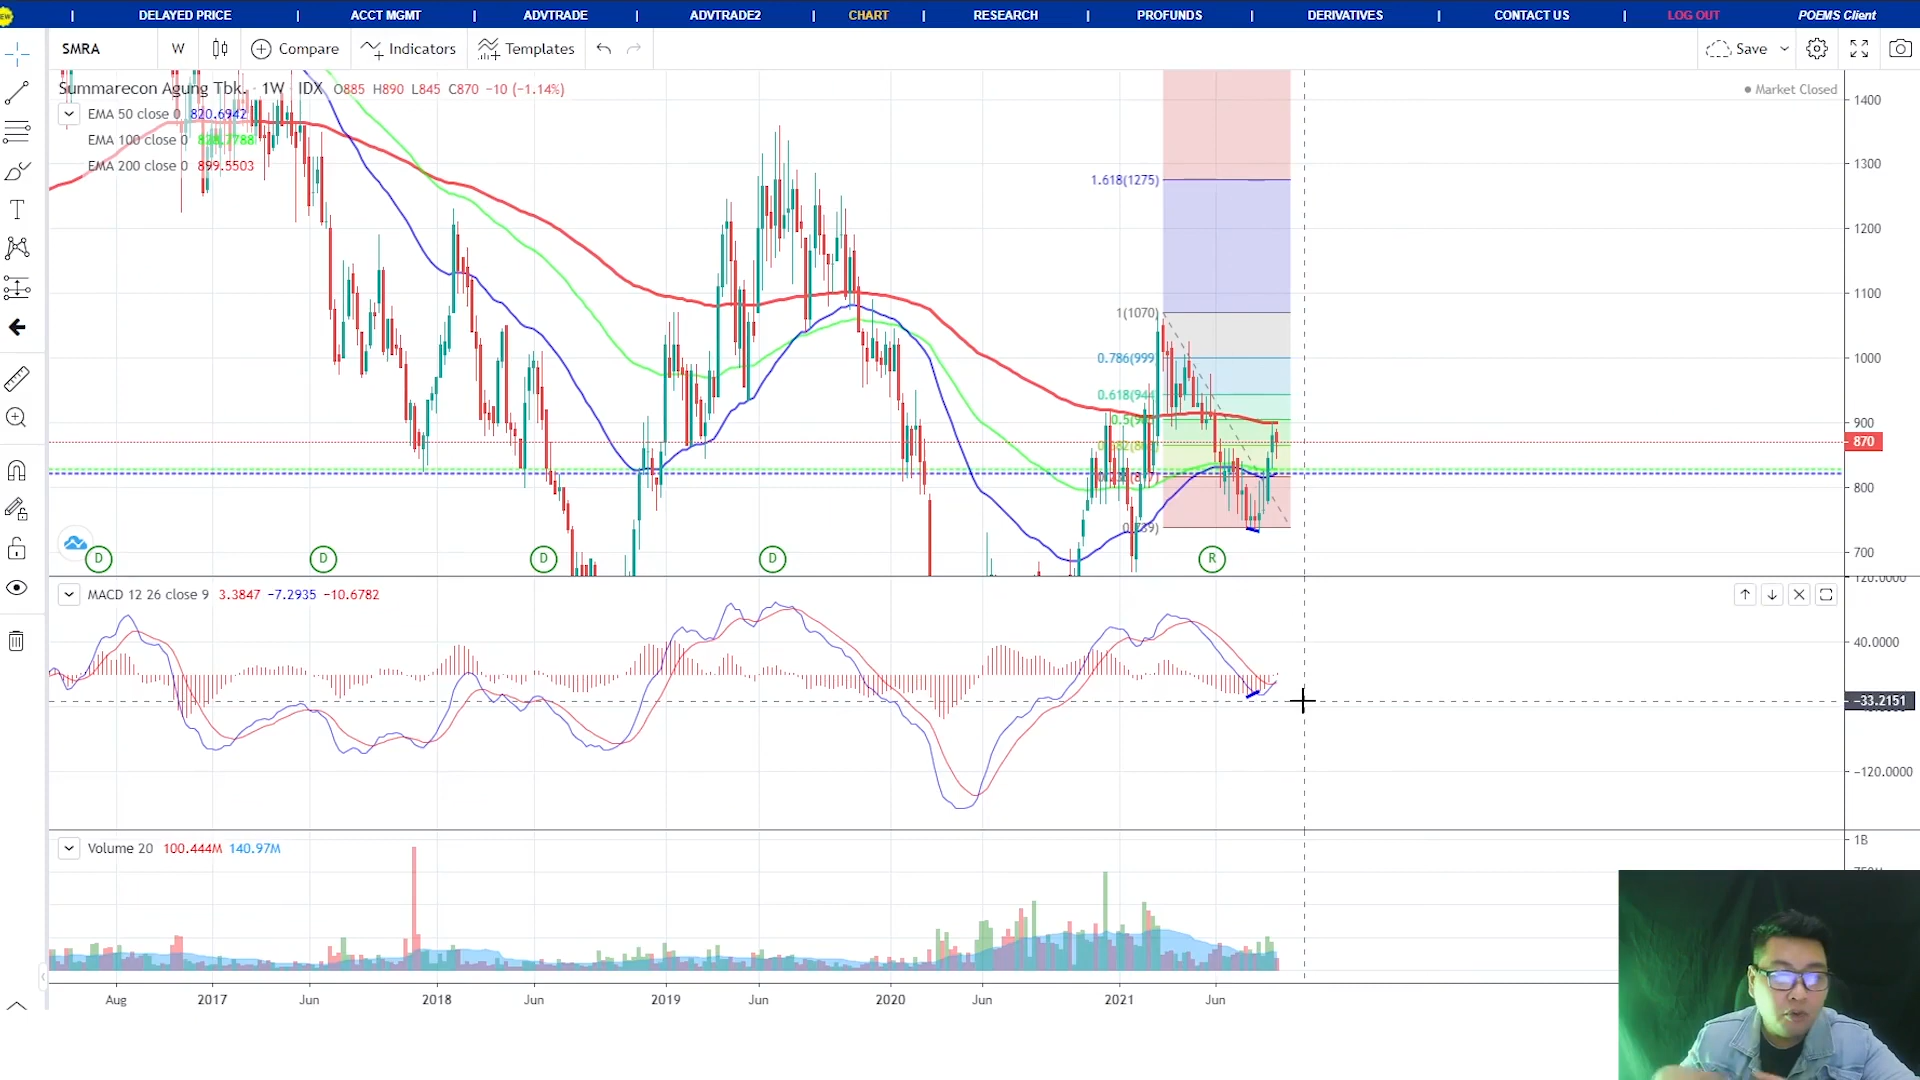 DELAYED PRICE | ACCT MGMT | ADVTRADE | ADVTRADE2 | CHART | RESEARCH | PROFUNDS | DERIVATIVES | CONTACT US | LOG OUT POEMS Client
SMRA W Compare Indicators Templates Save
Summarecon Agung Tbk. · 1W · IDX O885 H890 L845 C870 −10 (−1.14%)
Market Closed
EMA 50 close 0 820.6942
EMA 100 close 0
EMA 200 close 0 899.5503
1400
1300
1200
1100
1000
900
870
800
700
1.618(1275)
1(1070)
0.786(999)
0.618(944
D D D D R
MACD 12 26 close 9 3.3847 −7.2935 −10.6782
120.0000
40.0000
−33.2151
−120.0000
Volume 20 100.444M 140.97M
1B
Aug 2017 Jun 2018 Jun 2019 Jun 2020 Jun 2021 Jun